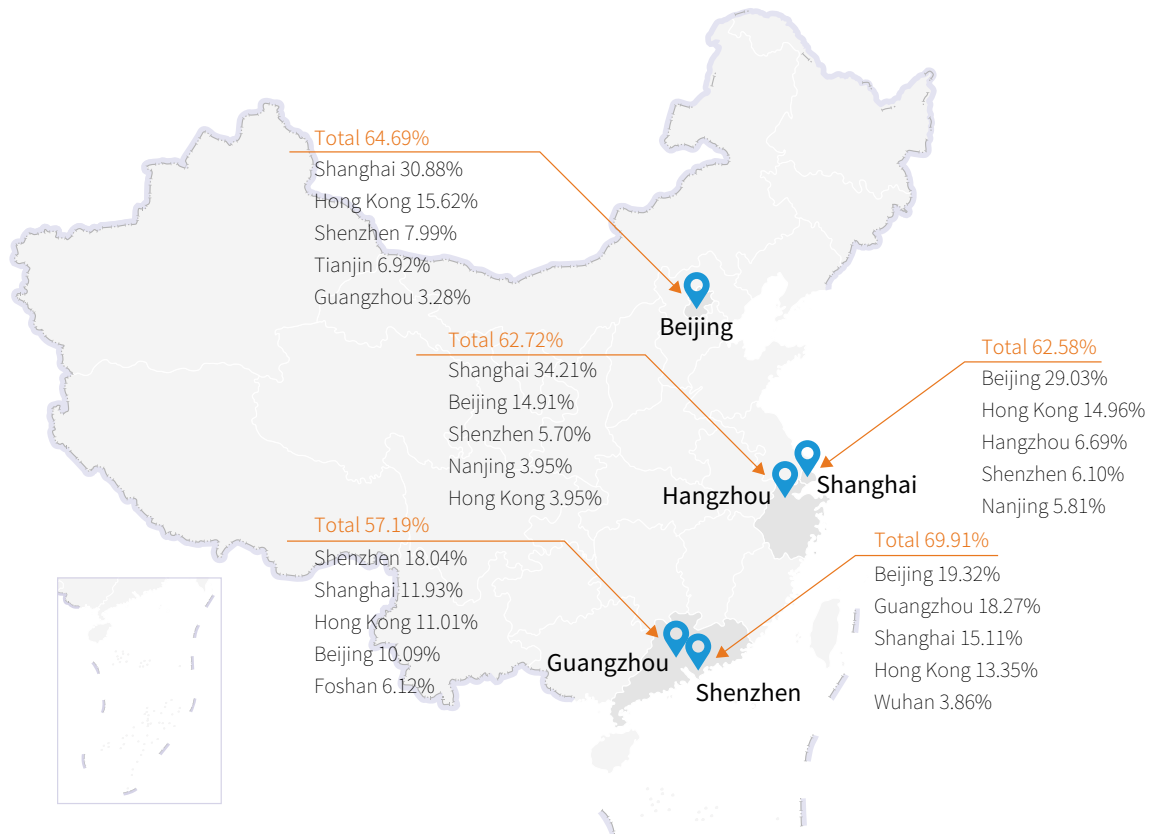 Total 64.69%
Shanghai 30.88%
Hong Kong 15.62%
Shenzhen 7.99%
Tianjin 6.92%
Guangzhou 3.28%
Beijing
Total 62.72%
Shanghai 34.21%
Beijing 14.91%
Shenzhen 5.70%
Nanjing 3.95%
Hong Kong 3.95%
Hangzhou
Total 62.58%
Beijing 29.03%
Hong Kong 14.96%
Hangzhou 6.69%
Shenzhen 6.10%
Nanjing 5.81%
Shanghai
Total 57.19%
Shenzhen 18.04%
Shanghai 11.93%
Hong Kong 11.01%
Beijing 10.09%
Foshan 6.12%
Guangzhou
Total 69.91%
Beijing 19.32%
Guangzhou 18.27%
Shanghai 15.11%
Hong Kong 13.35%
Wuhan 3.86%
Shenzhen